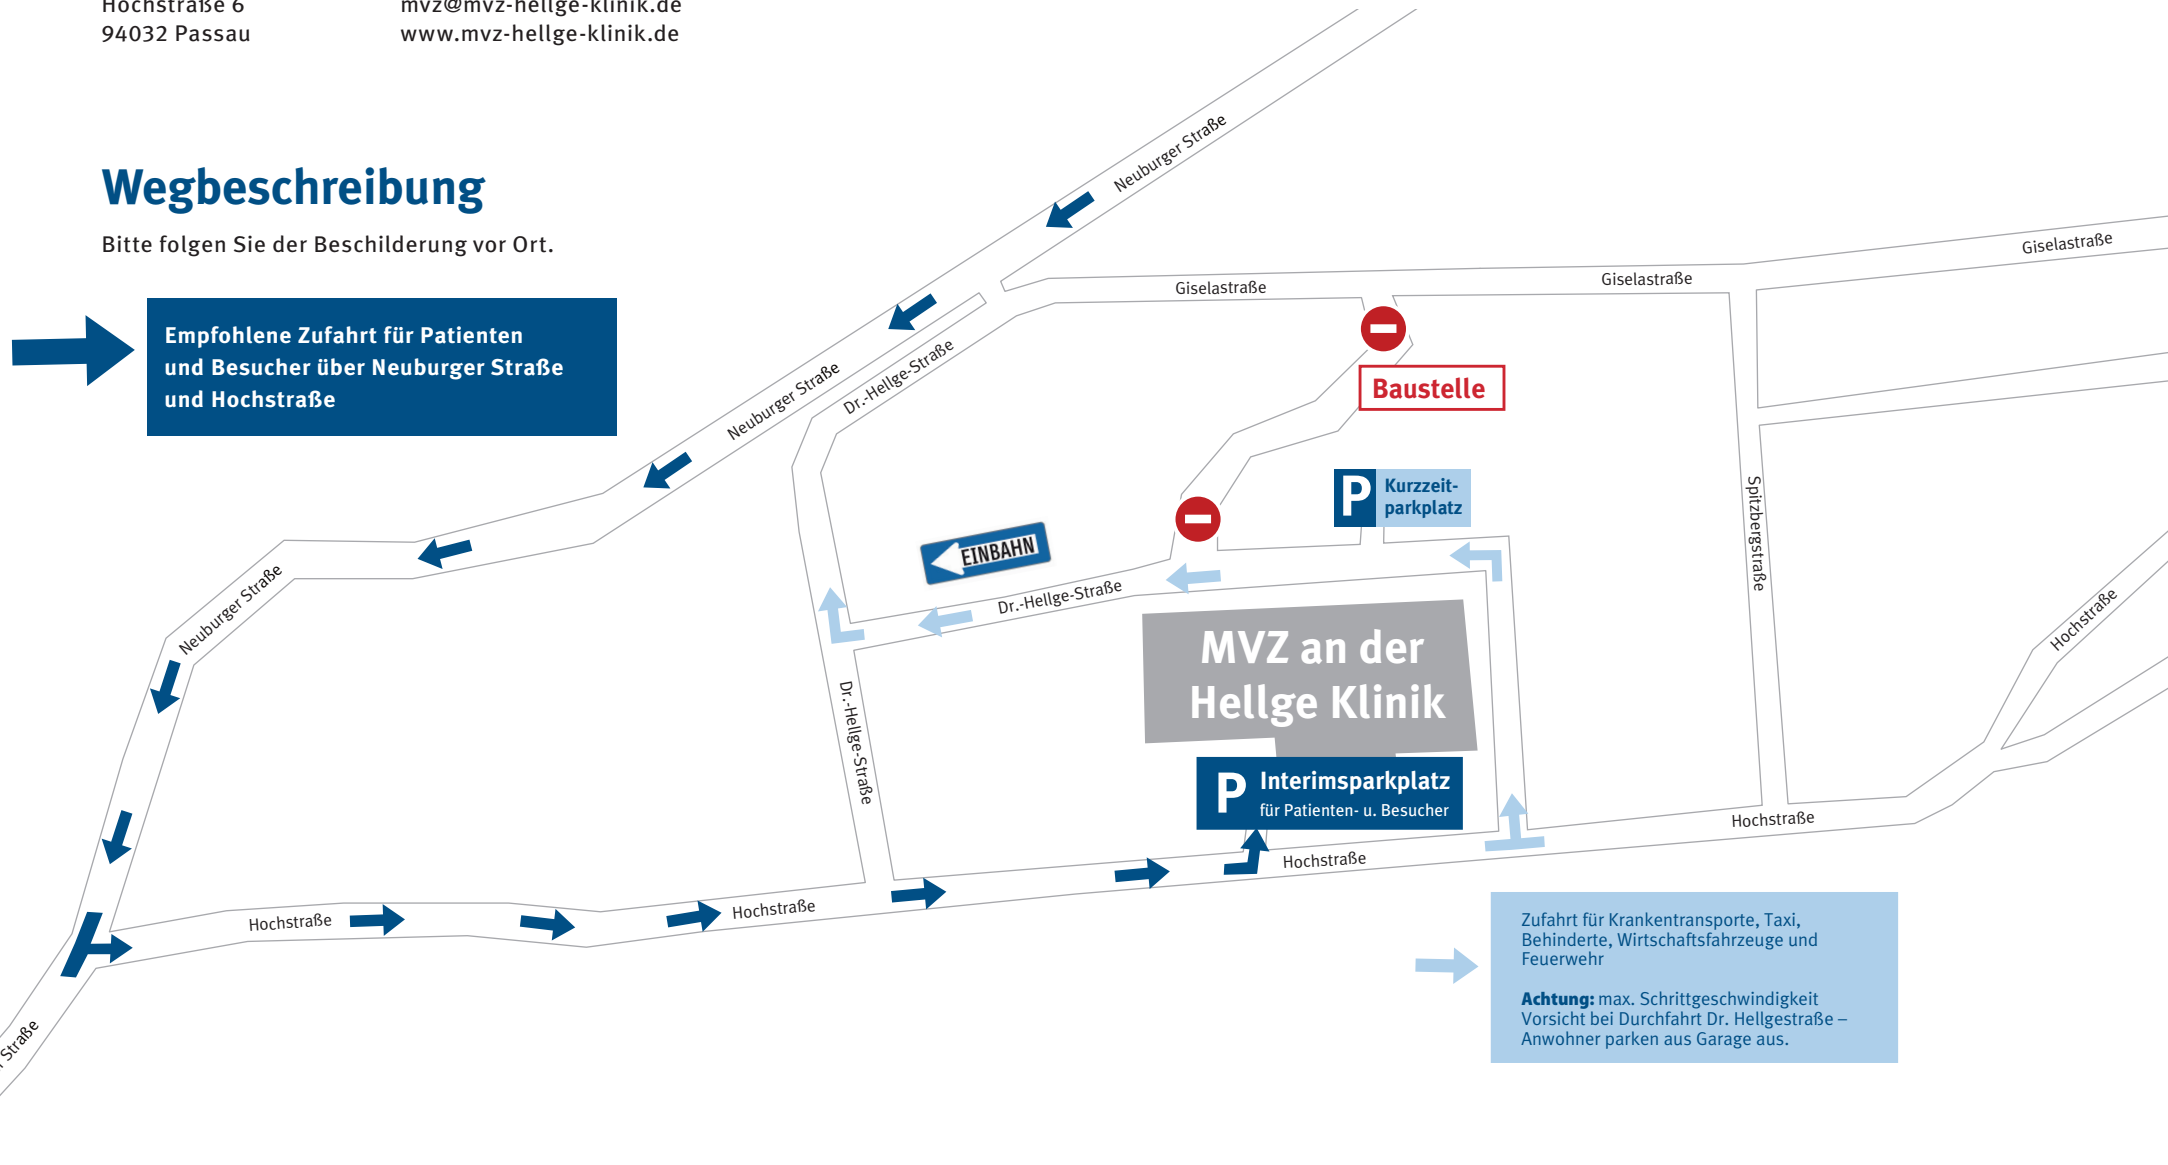 Hochstraße 6
94032 Passau
mvz@mvz-hellge-klinik.de
www.mvz-hellge-klinik.de
Wegbeschreibung
Bitte folgen Sie der Beschilderung vor Ort.
Empfohlene Zufahrt für Patienten
und Besucher über Neuburger Straße
und Hochstraße
Neuburger Straße
Giselastraße
Giselastraße
Giselastraße
Neuburger Straße
Dr.-Hellge-Straße
Baustelle
P
Kurzzeit-
parkplatz
EINBAHN
Spitzbergstraße
Neuburger Straße
Dr.-Hellge-Straße
Hochstraße
MVZ an der
Hellge Klinik
Dr.-Hellge-Straße
P
Interimsparkplatz
für Patienten- u. Besucher
Hochstraße
Hochstraße
Hochstraße
Hochstraße
Straße
Zufahrt für Krankentransporte, Taxi,
Behinderte, Wirtschaftsfahrzeuge und
Feuerwehr
Achtung: max. Schrittgeschwindigkeit
Vorsicht bei Durchfahrt Dr. Hellgestraße –
Anwohner parken aus Garage aus.